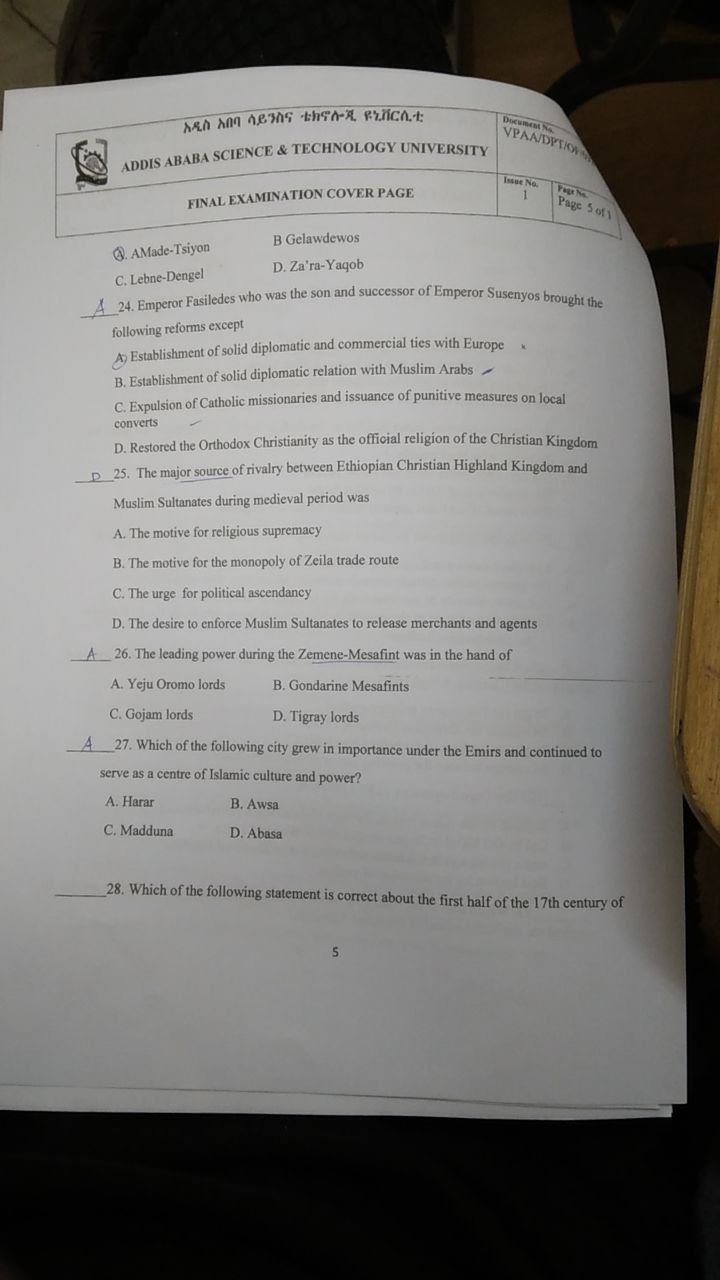 አዲስ አበባ ሳይንስና ቴክኖሎጂ ዩኒቨርሲቲ
ADDIS ABABA SCIENCE & TECHNOLOGY UNIVERSITY
FINAL EXAMINATION COVER PAGE
Document No.
VPAA/DPT/OF/
Issue No.
1
Page No.
Page 5 of 1
A. AMade-Tsiyon B Gelawdewos
C. Lebne-Dengel D. Za'ra-Yaqob
A 24. Emperor Fasiledes who was the son and successor of Emperor Susenyos brought the
following reforms except
A) Establishment of solid diplomatic and commercial ties with Europe x
B. Establishment of solid diplomatic relation with Muslim Arabs
C. Expulsion of Catholic missionaries and issuance of punitive measures on local
converts
D. Restored the Orthodox Christianity as the official religion of the Christian Kingdom
D 25. The major source of rivalry between Ethiopian Christian Highland Kingdom and
Muslim Sultanates during medieval period was
A. The motive for religious supremacy
B. The motive for the monopoly of Zeila trade route
C. The urge for political ascendancy
D. The desire to enforce Muslim Sultanates to release merchants and agents
A 26. The leading power during the Zemene-Mesafint was in the hand of
A. Yeju Oromo lords B. Gondarine Mesafints
C. Gojam lords D. Tigray lords
A 27. Which of the following city grew in importance under the Emirs and continued to
serve as a centre of Islamic culture and power?
A. Harar B. Awsa
C. Madduna D. Abasa
28. Which of the following statement is correct about the first half of the 17th century of
5